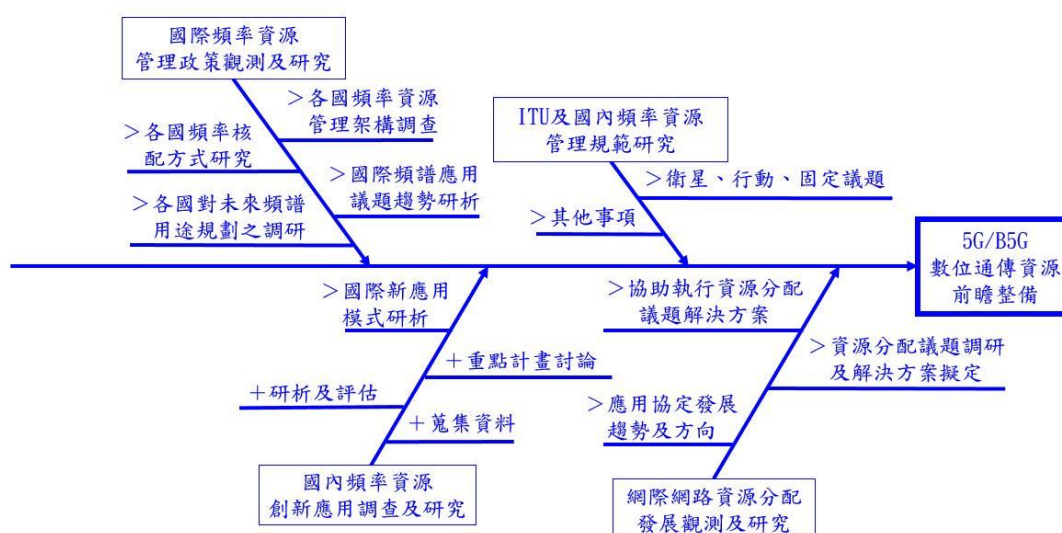 國際頻率資源
管理政策觀測及研究
＞各國頻率資源
管理架構調查
＞各國頻率核
配方式研究
＞國際頻譜應用
議題趨勢研析
＞各國對未來頻譜
用途規劃之調研
ITU及國內頻率資源
管理規範研究
＞衛星、行動、固定議題
＞其他事項
5G/B5G
數位通傳資源
前瞻整備
＞國際新應用
模式研析
＋重點計畫討論
＋研析及評估
＋蒐集資料
國內頻率資源
創新應用調查及研究
＞協助執行資源分配
議題解決方案
＞資源分配議題調研
及解決方案擬定
＞應用協定發展
趨勢及方向
網際網路資源分配
發展觀測及研究